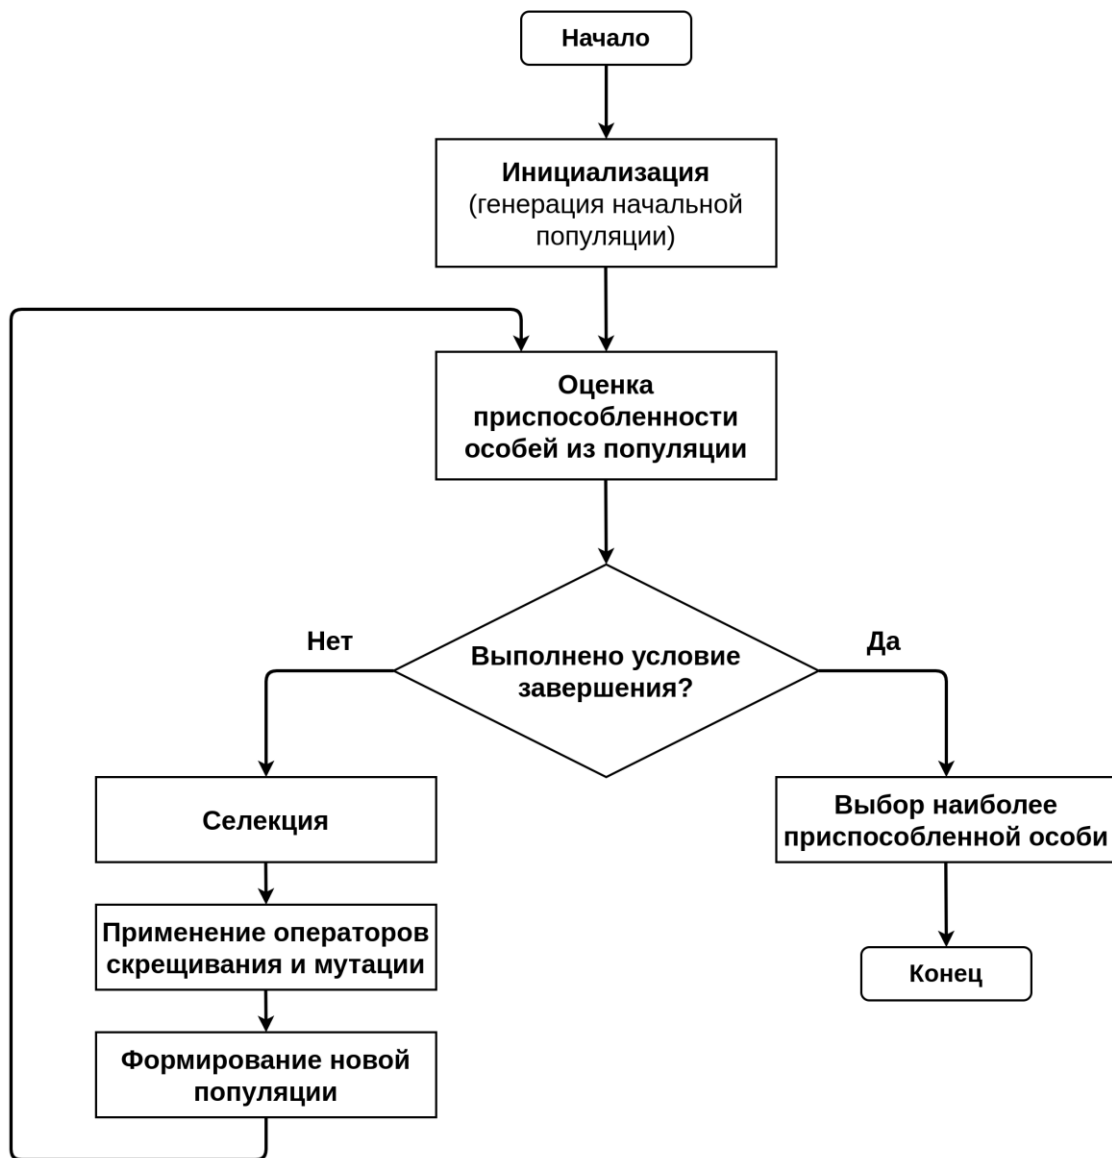 Начало
Инициализация
(генерация начальной
популяции)
Оценка
приспособленности
особей из популяции
Нет
Да
Выполнено условие
завершения?
Селекция
Выбор наиболее
приспособленной особи
Применение операторов
скрещивания и мутации
Конец
Формирование новой
популяции